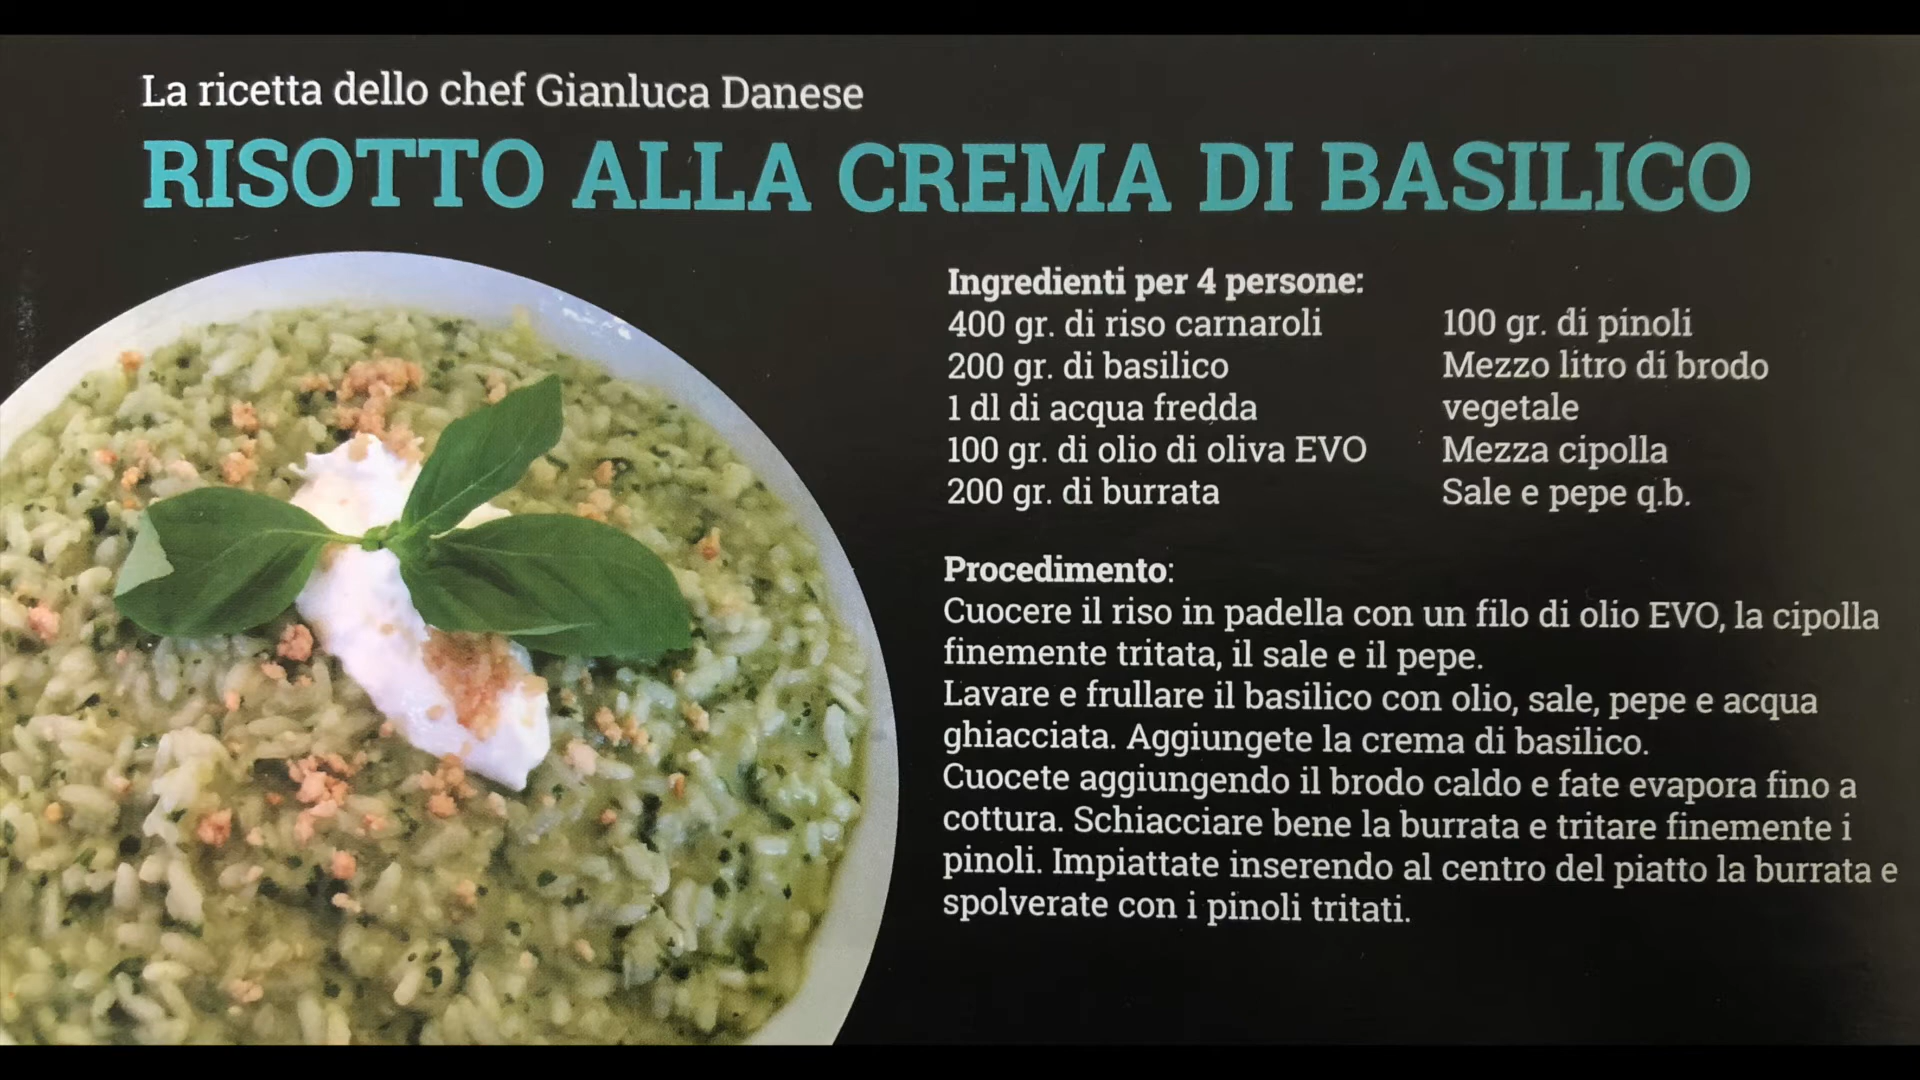 La ricetta dello chef Gianluca Danese
RISOTTO ALLA CREMA DI BASILICO
Ingredienti per 4 persone:
400 gr. di riso carnaroli
200 gr. di basilico
1 dl di acqua fredda
100 gr. di olio di oliva EVO
200 gr. di burrata
100 gr. di pinoli
Mezzo litro di brodo
vegetale
Mezza cipolla
Sale e pepe q.b.
Procedimento:
Cuocere il riso in padella con un filo di olio EVO, la cipolla
finemente tritata, il sale e il pepe.
Lavare e frullare il basilico con olio, sale, pepe e acqua
ghiacciata. Aggiungete la crema di basilico.
Cuocete aggiungendo il brodo caldo e fate evapora fino a
cottura. Schiacciare bene la burrata e tritare finemente i
pinoli. Impiattate inserendo al centro del piatto la burrata e
spolverate con i pinoli tritati.